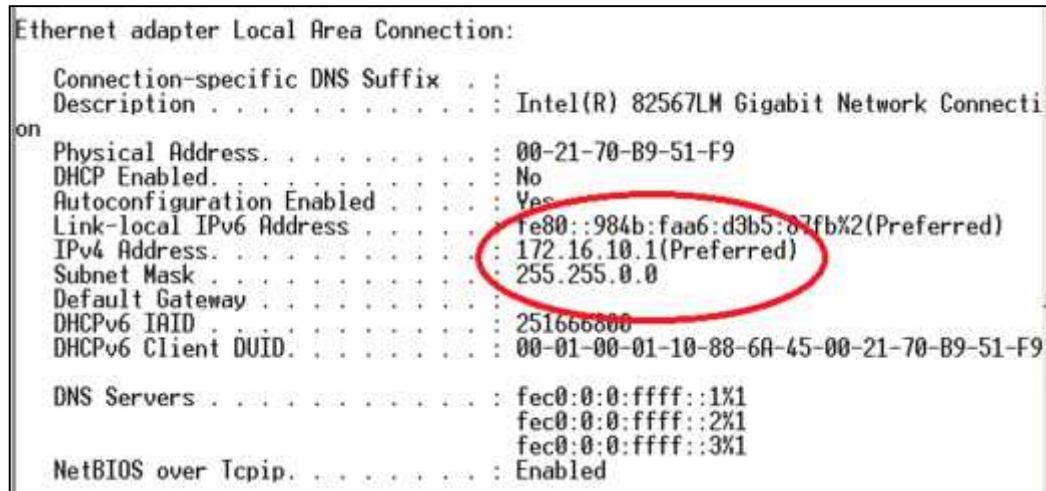 Ethernet adapter Local Area Connection:
Connection-specific DNS Suffix . :
Description . . . . . . . . . . . : Intel(R) 82567LM Gigabit Network Connecti
on
Physical Address. . . . . . . . . : 00-21-70-B9-51-F9
DHCP Enabled. . . . . . . . . . . : No
Autoconfiguration Enabled . . . . : Yes
Link-local IPv6 Address . . . . . : fe80::984b:faa6:d3b5:87fb%2(Preferred)
IPv4 Address. . . . . . . . . . . : 172.16.10.1(Preferred)
Subnet Mask . . . . . . . . . . . : 255.255.0.0
Default Gateway . . . . . . . . . :
DHCPv6 IAID . . . . . . . . . . . : 251666800
DHCPv6 Client DUID. . . . . . . . : 00-01-00-01-10-88-6A-45-00-21-70-B9-51-F9
DNS Servers . . . . . . . . . . . : fec0:0:0:ffff::1%1
fec0:0:0:ffff::2%1
fec0:0:0:ffff::3%1
NetBIOS over Tcpip. . . . . . . . : Enabled